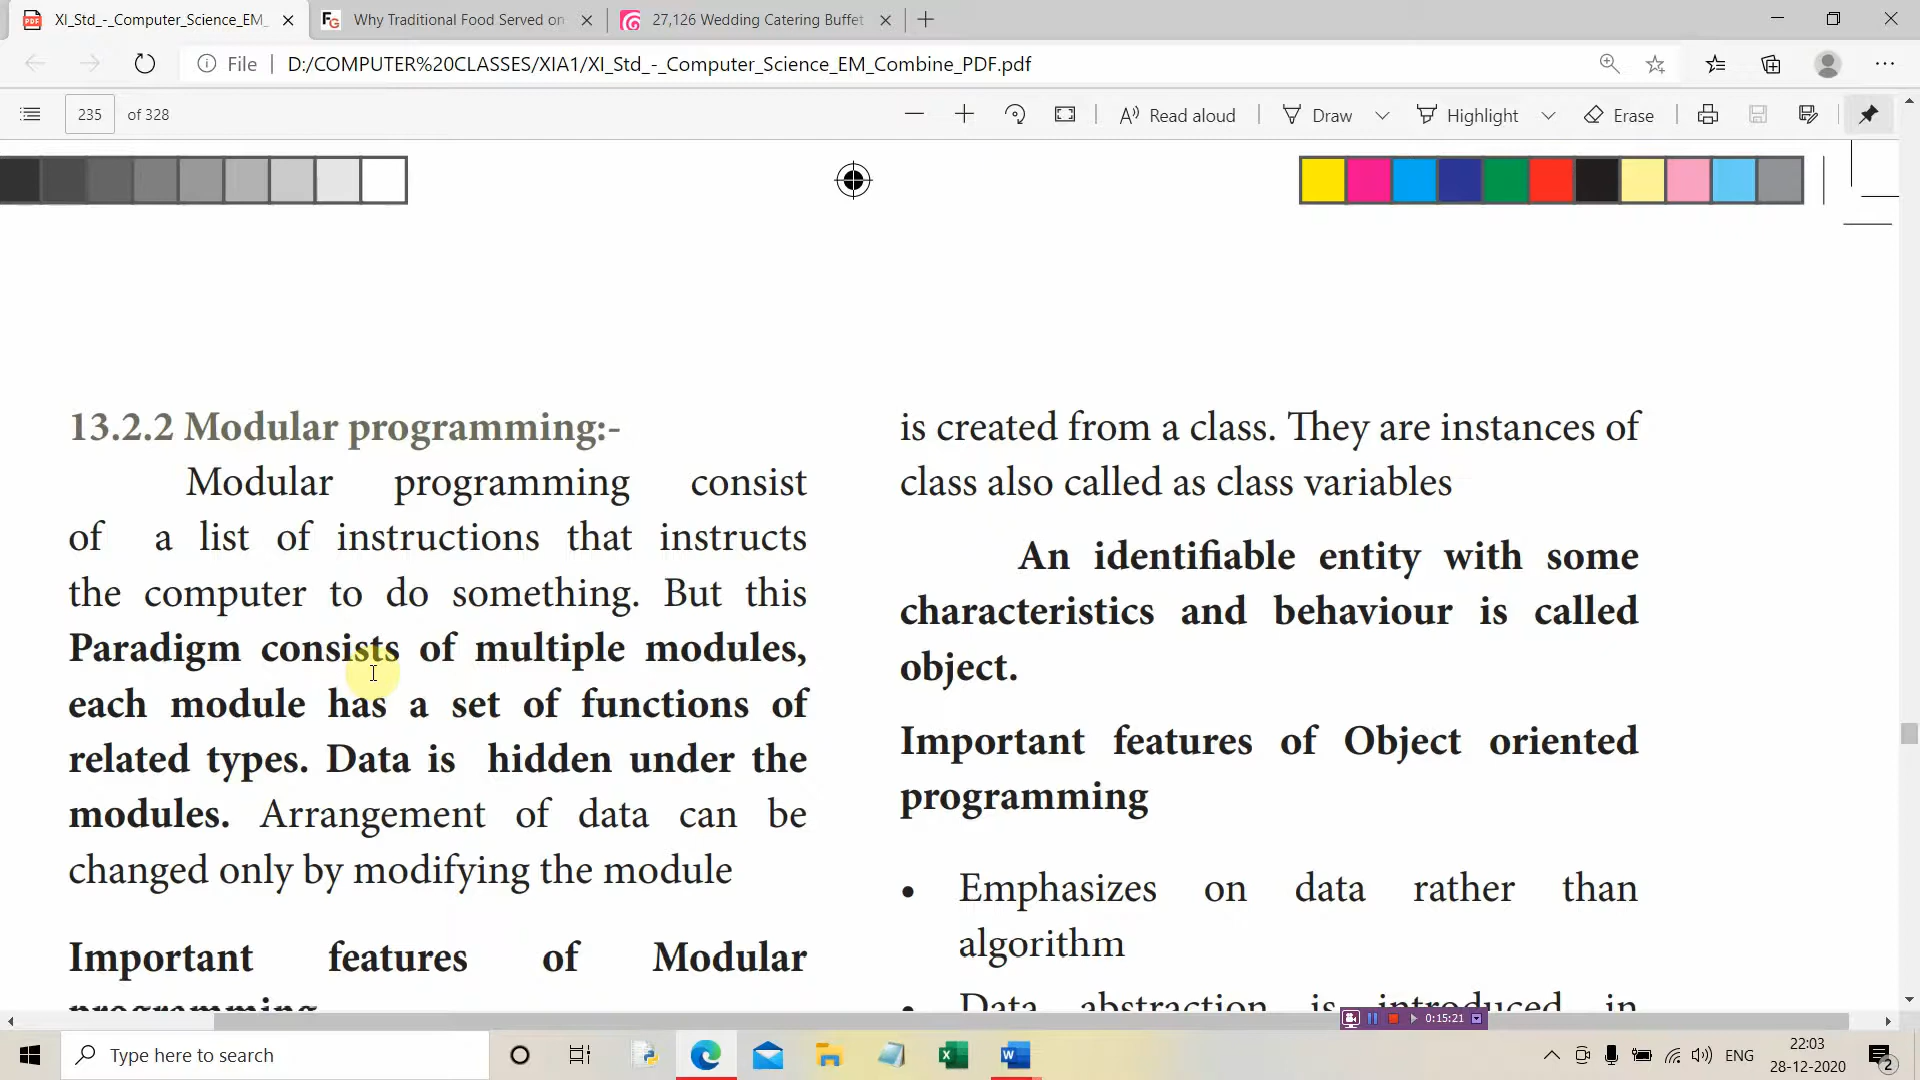 XI_Std_-_Computer_Science_EM_
Why Traditional Food Served on
27,126 Wedding Catering Buffet
File
D:/COMPUTER%20CLASSES/XIA1/XI_Std_-_Computer_Science_EM_Combine_PDF.pdf
235
of 328
Read aloud
Draw
Highlight
Erase
13.2.2 Modular programming:-
Modular programming consist
of a list of instructions that instructs
the computer to do something. But this
Paradigm consists of multiple modules,
each module has a set of functions of
related types. Data is hidden under the
modules. Arrangement of data can be
changed only by modifying the module
Important features of Modular
programming
is created from a class. They are instances of
class also called as class variables
An identifiable entity with some
characteristics and behaviour is called
object.
Important features of Object oriented
programming
• Emphasizes on data rather than
algorithm
• Data abstraction is introduced in
0:15:21
Type here to search
ENG
22:03
28-12-2020
2